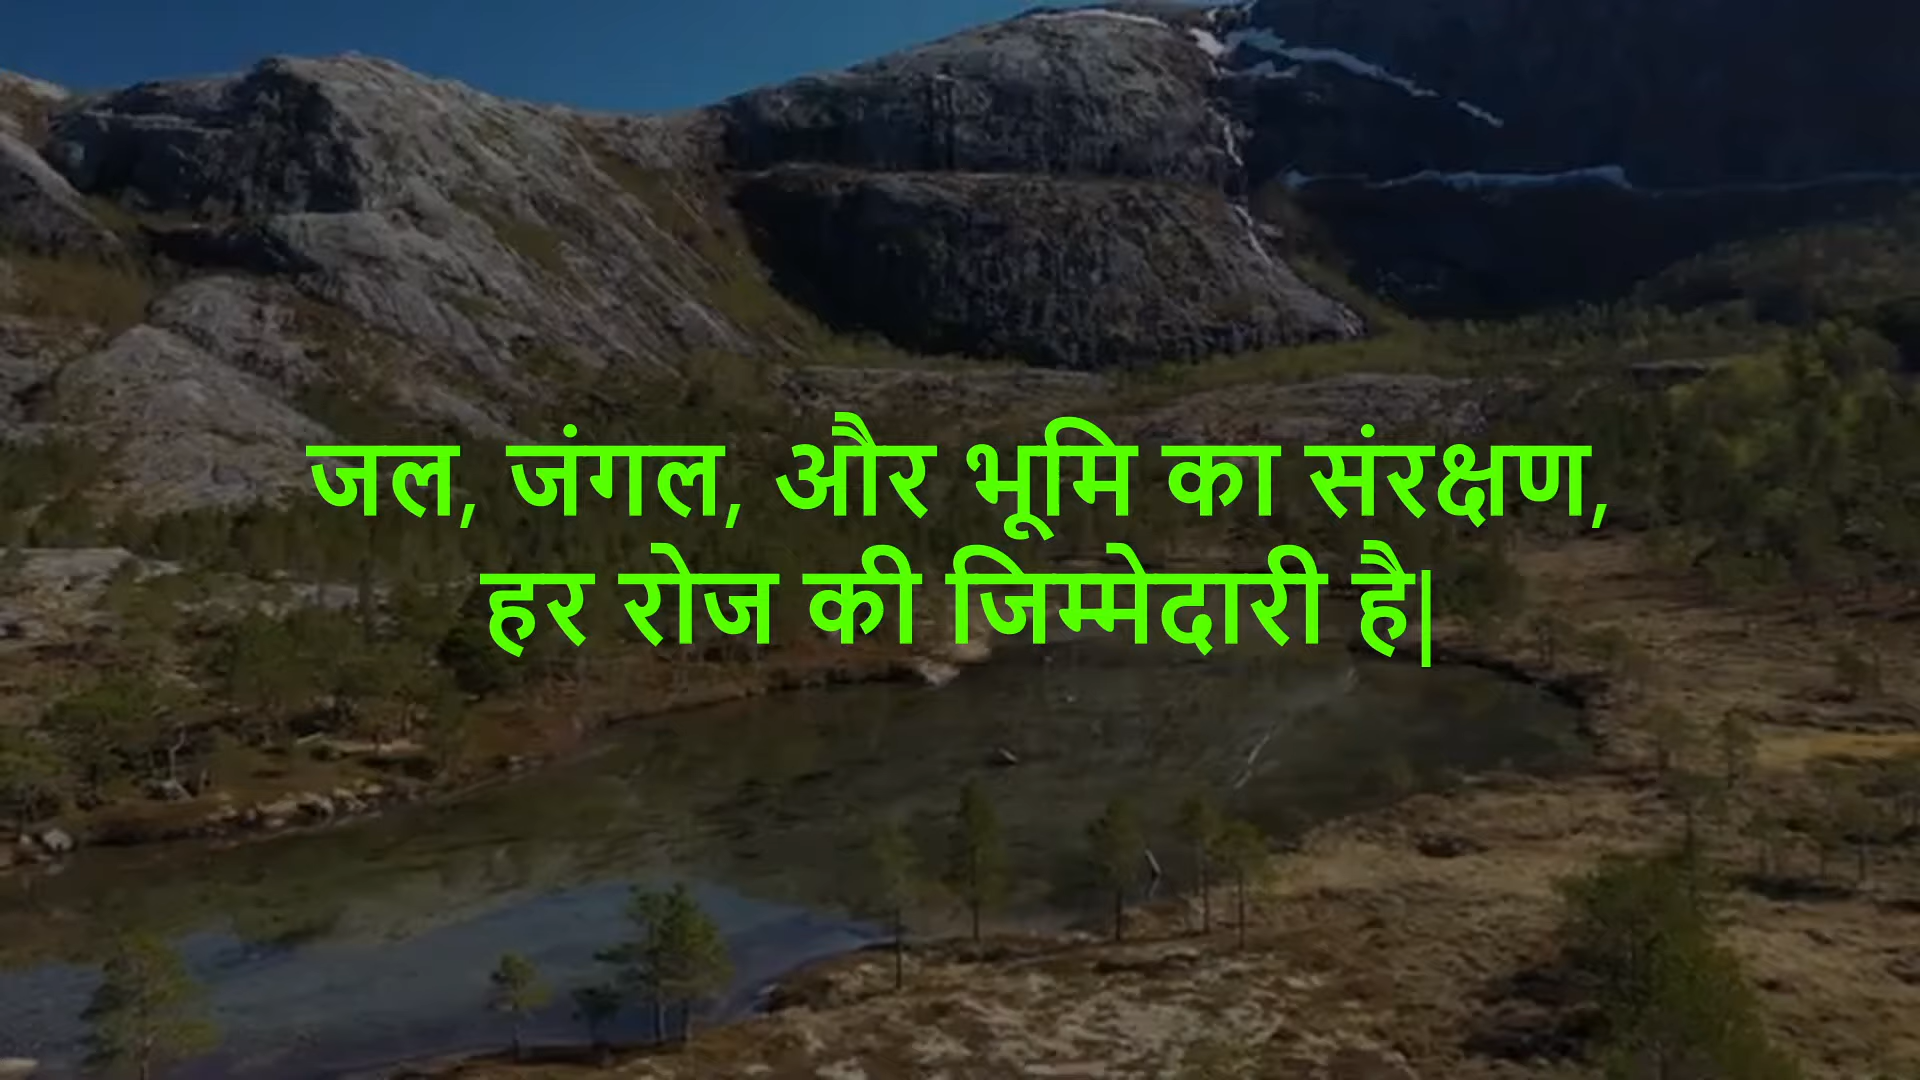 जल, जंगल, और भूमि का संरक्षण,
हर रोज की जिम्मेदारी है|